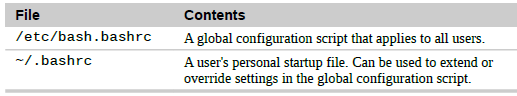 File Contents
/etc/bash.bashrc A global configuration script that applies to all users.
~/.bashrc A user's personal startup file. Can be used to extend or
override settings in the global configuration script.